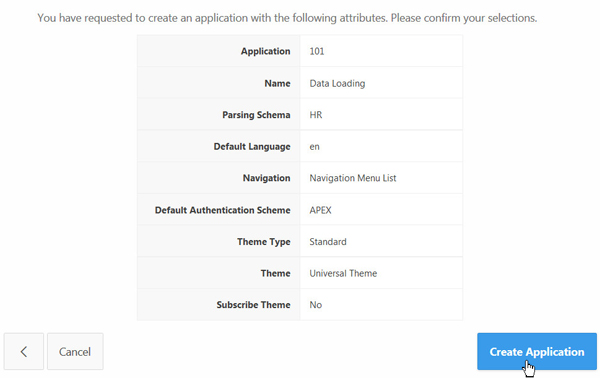 You have requested to create an application with the following attributes. Please confirm your selections.
Application 101
Name Data Loading
Parsing Schema HR
Default Language en
Navigation Navigation Menu List
Default Authentication Scheme APEX
Theme Type Standard
Theme Universal Theme
Subscribe Theme No
Cancel Create Application